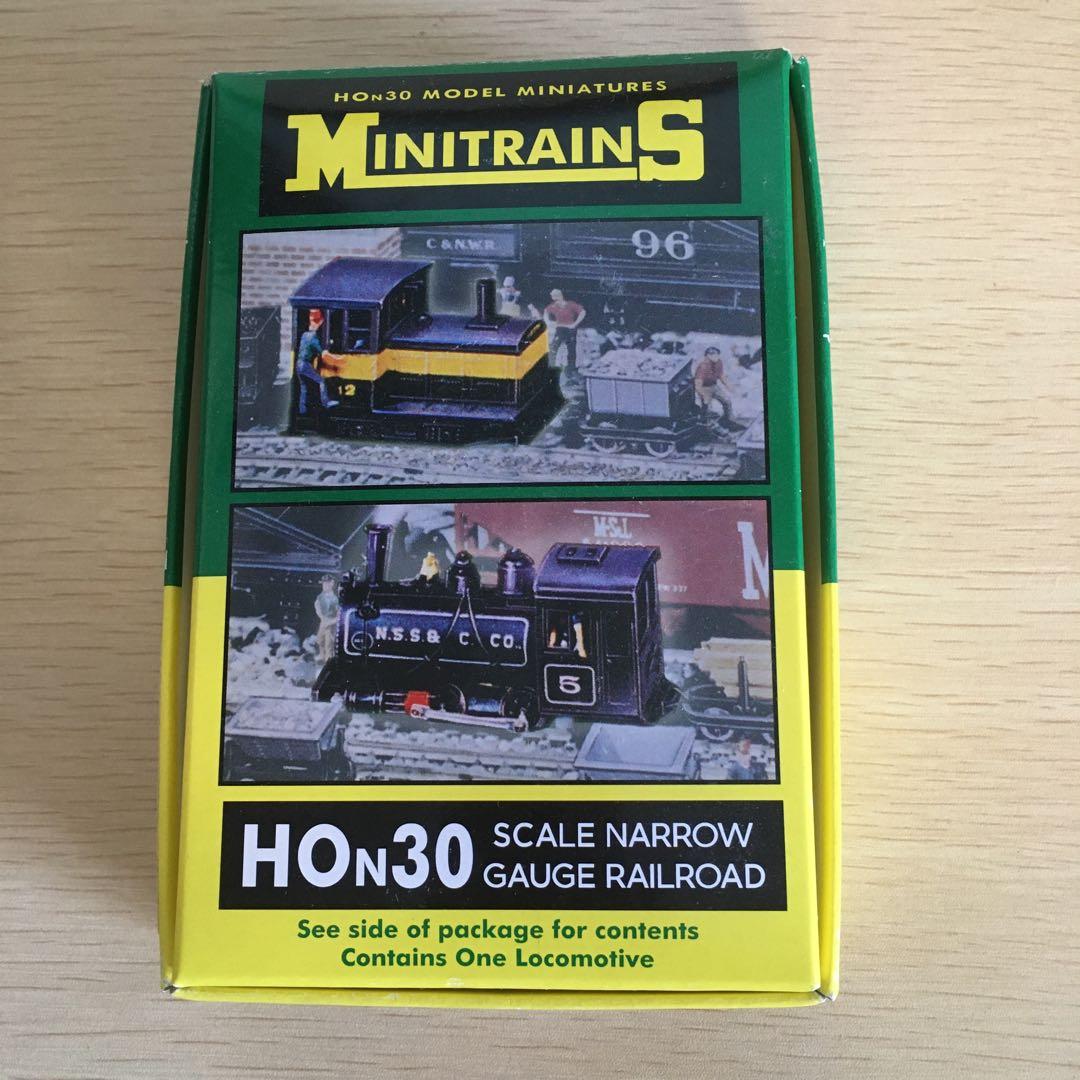 HON30 MODEL MINIATURES
MINITRAINS
C & N.W.R.
96
12
M-S.J.
M
N.S.S.& C. CO.
5
HON30 SCALE NARROW
GAUGE RAILROAD
See side of package for contents
Contains One Locomotive